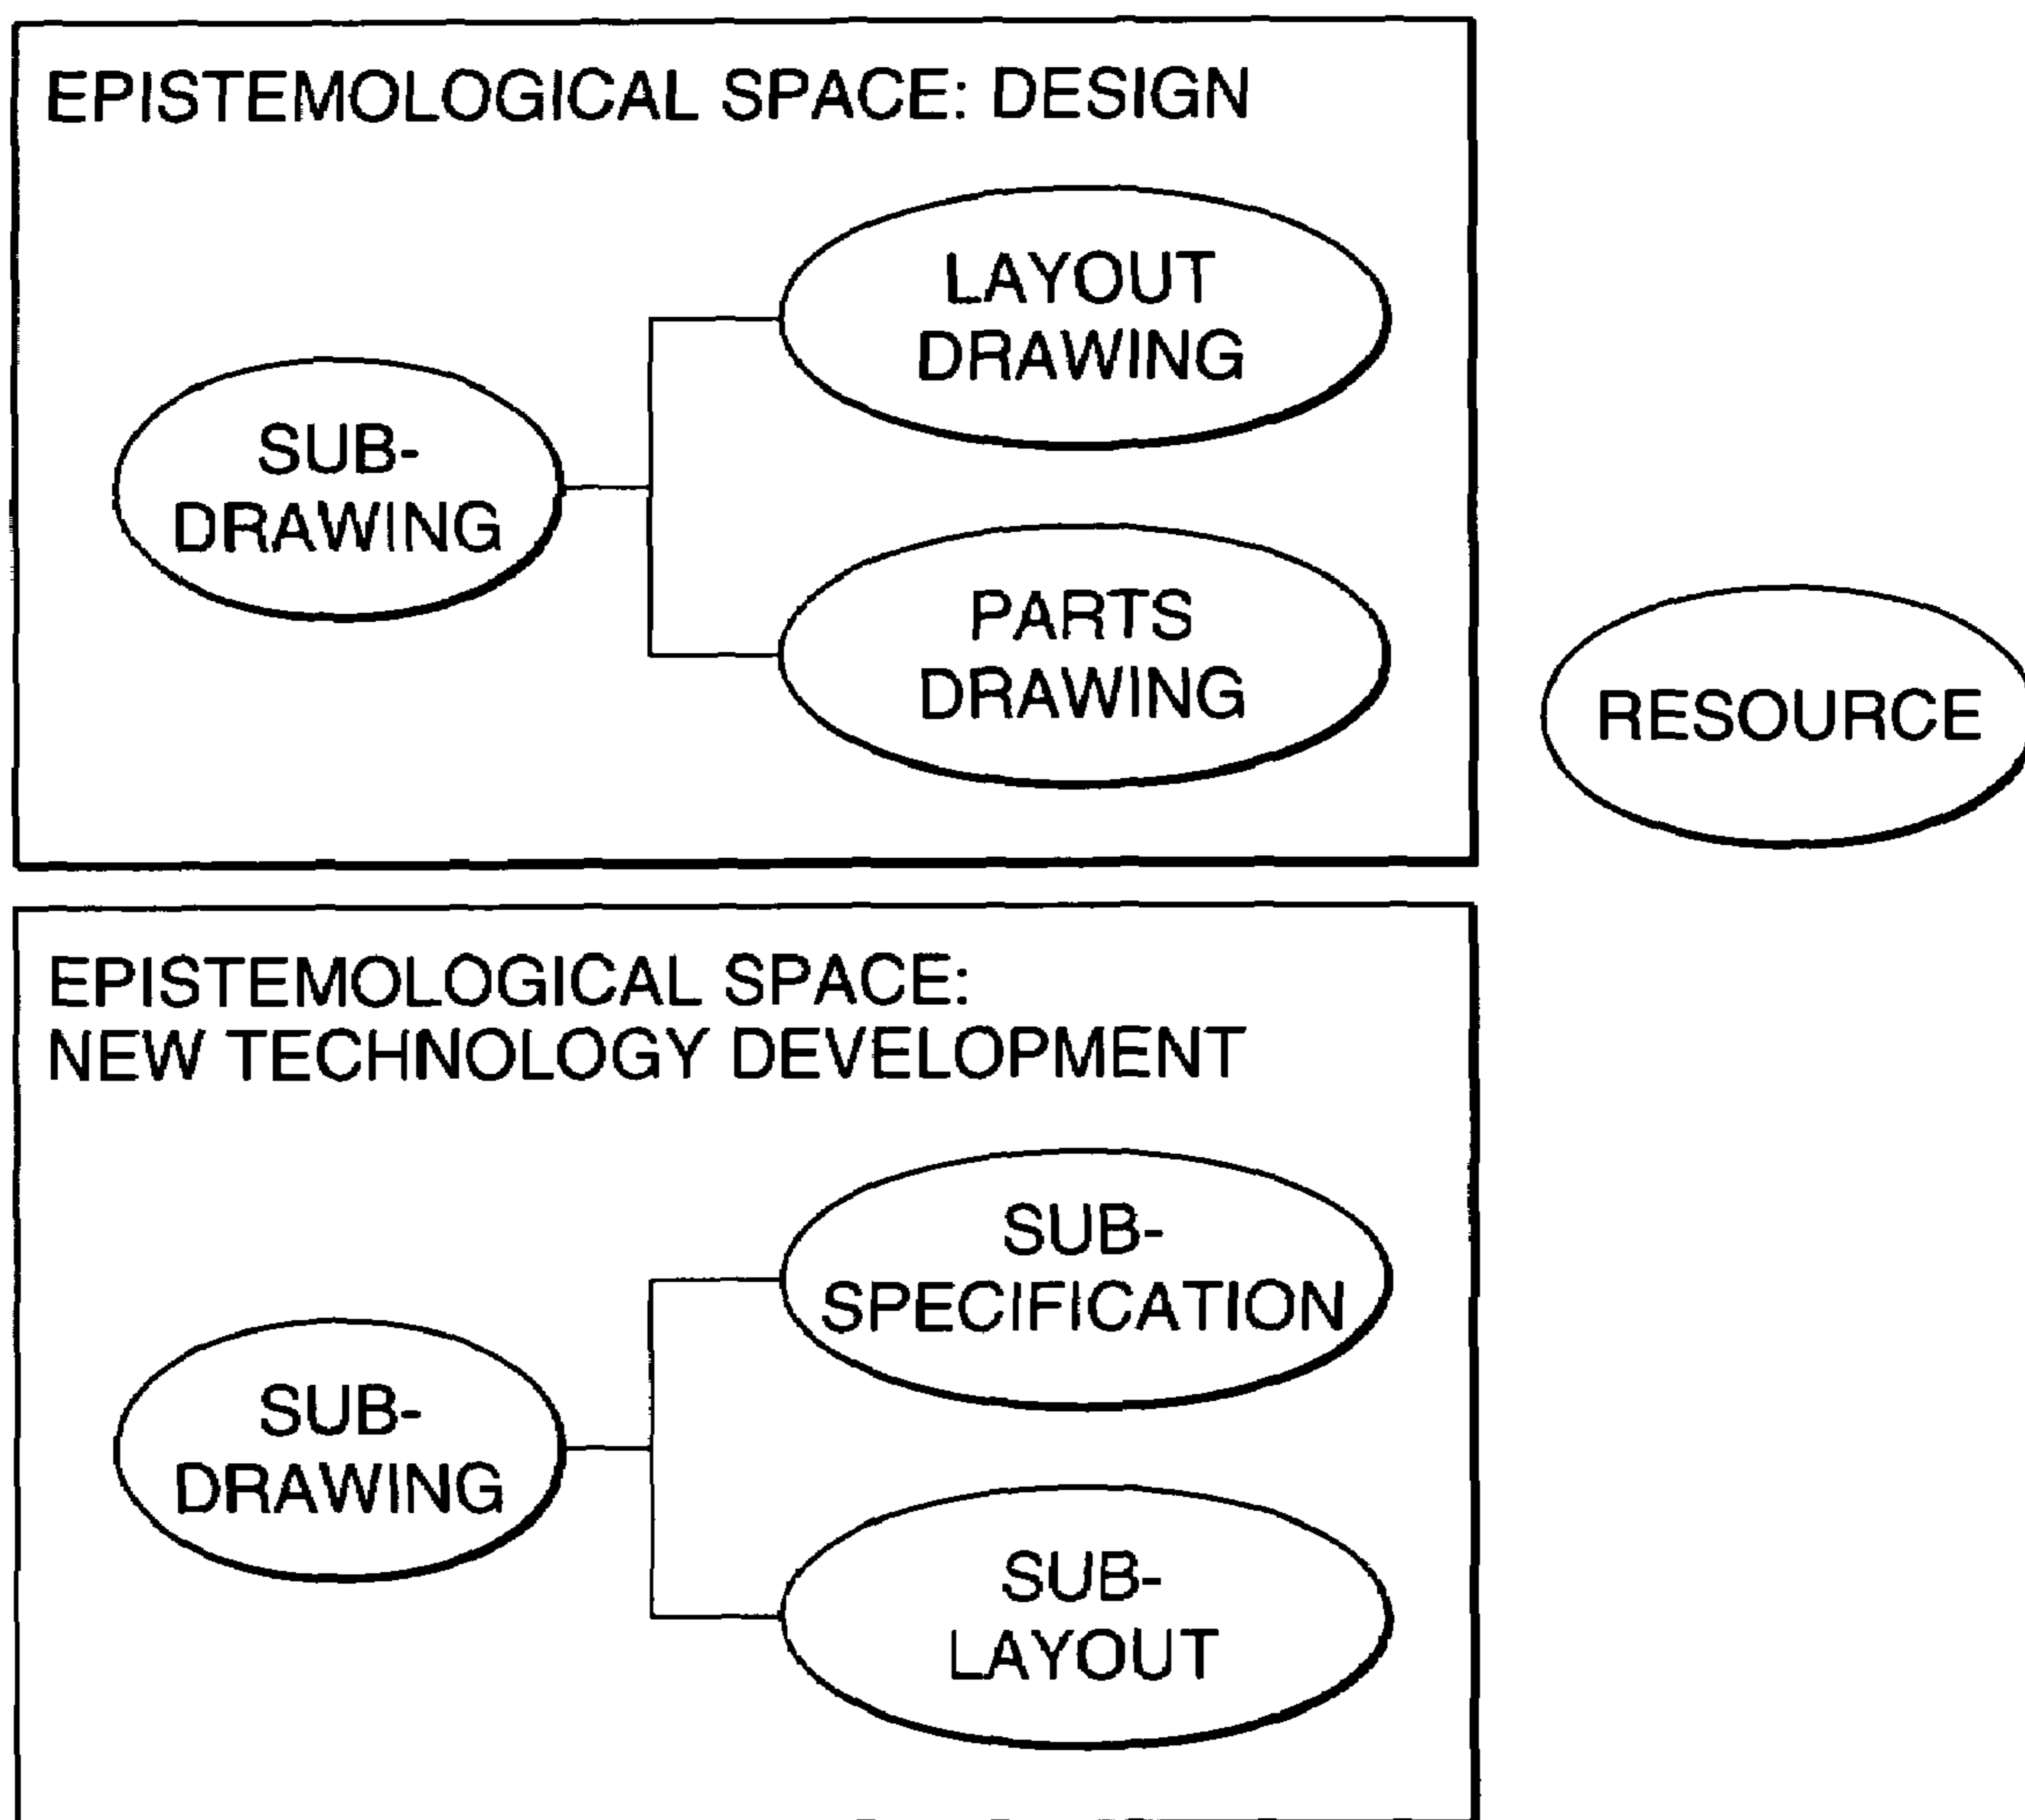 EPISTEMOLOGICAL SPACE: DESIGN
LAYOUT
DRAWING
SUB-
DRAWING
PARTS
DRAWING
RESOURCE
EPISTEMOLOGICAL SPACE:
NEW TECHNOLOGY DEVELOPMENT
SUB-
SPECIFICATION
SUB-
DRAWING
SUB-
LAYOUT